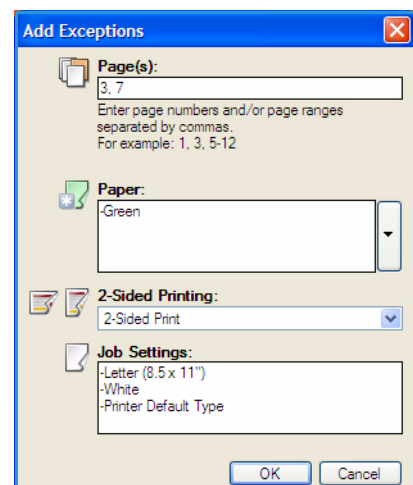 Add Exceptions
Page(s):
3, 7
Enter page numbers and/or page ranges
separated by commas.
For example: 1, 3, 5-12
Paper:
-Green
2-Sided Printing:
2-Sided Print
Job Settings:
-Letter (8.5 x 11")
-White
-Printer Default Type
OK Cancel